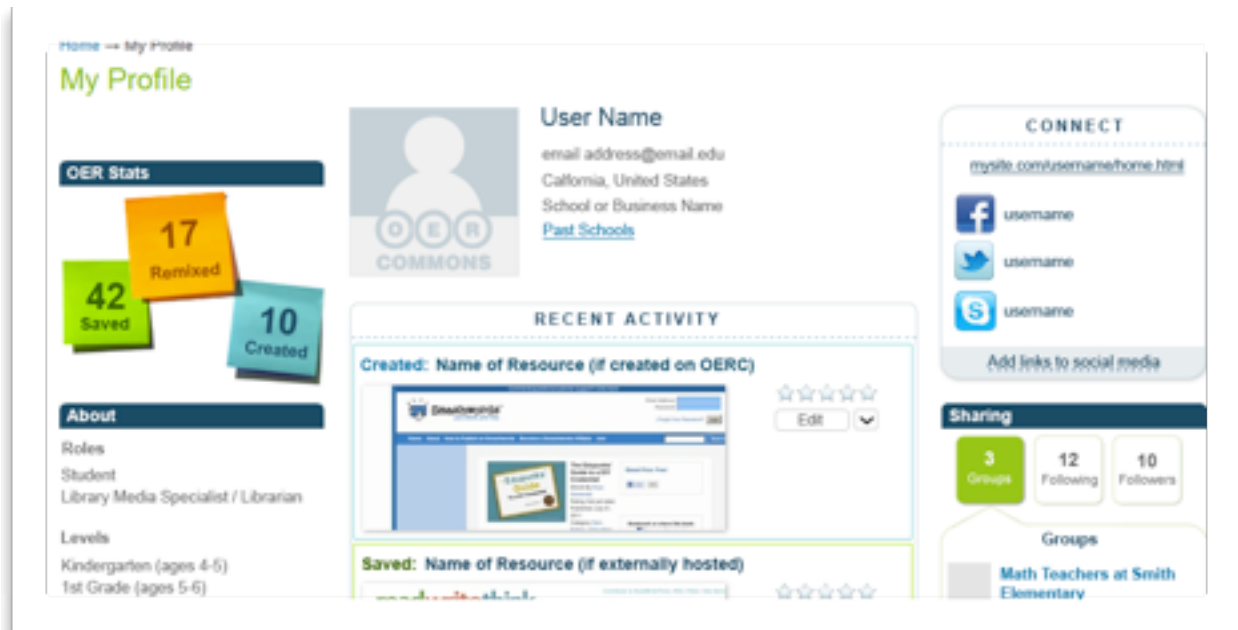 Home → My Profile
My Profile
OER Stats
17
Remixed
42
Saved
10
Created
About
Roles
Student
Library Media Specialist / Librarian
Levels
Kindergarten (ages 4-5)
1st Grade (ages 5-6)
OER
COMMONS
User Name
email address@email.edu
Calfornia, United States
School or Business Name
Past Schools
RECENT ACTIVITY
Created: Name of Resource (if created on OERC)
Edit
Saved: Name of Resource (if externally hosted)
readwritethink
CONNECT
mysite.com/username/home.html
username
username
username
Add links to social media
Sharing
3
Groups
12
Following
10
Followers
Groups
Math Teachers at Smith
Elementary